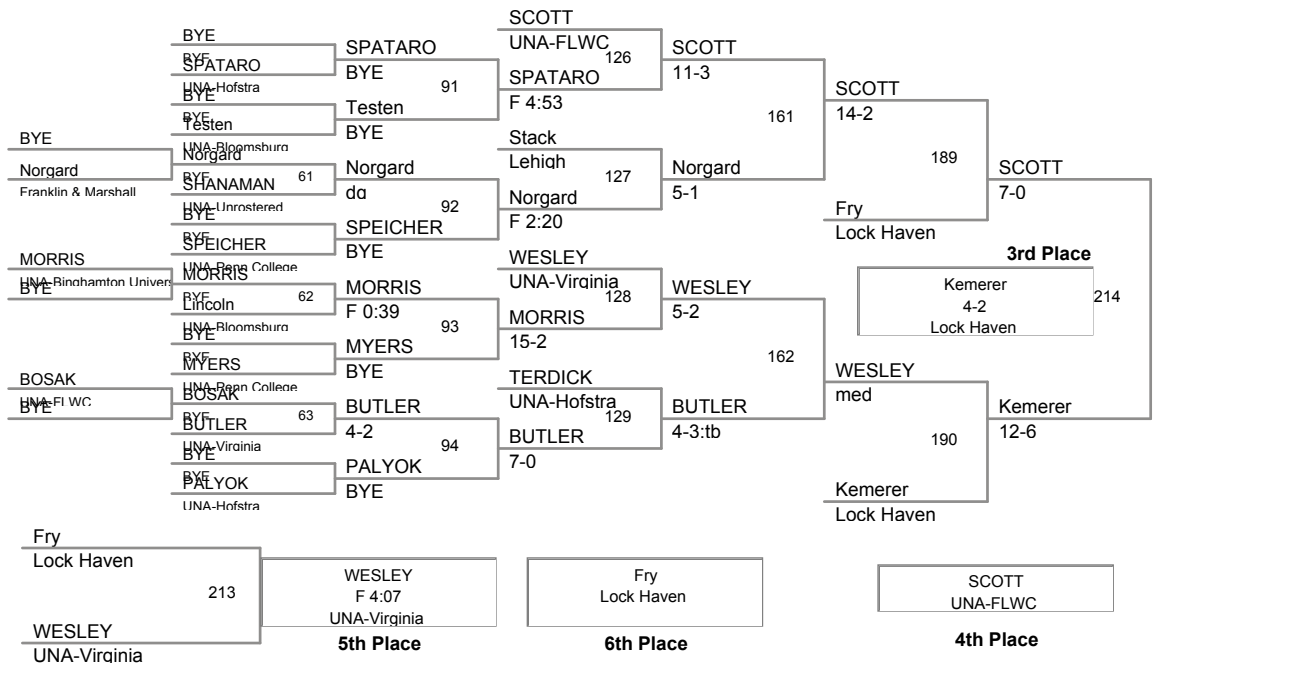 BYE
Norgard
Franklin & Marshall
MORRIS
UNA-Binghamton Univers
BYE
BOSAK
UNA-FLWC
BYE
BYE
BYE
SPATARO
UNA-Hofstra
BYE
BYE
Testen
UNA-Bloomsburg
Norgard
BYE
61
SHANAMAN
UNA-Unrostered
BYE
BYE
SPEICHER
UNA-Penn College
MORRIS
BYE
62
Lincoln
UNA-Bloomsburg
BYE
BYE
MYERS
UNA-Penn College
BOSAK
BYE
63
BUTLER
UNA-Virginia
BYE
BYE
PALYOK
UNA-Hofstra
SPATARO
BYE
91
Testen
BYE
Norgard
dq
92
SPEICHER
BYE
MORRIS
F 0:39
93
MYERS
BYE
BUTLER
4-2
94
PALYOK
BYE
SCOTT
UNA-FLWC
126
SPATARO
F 4:53
Stack
Lehigh
127
Norgard
F 2:20
WESLEY
UNA-Virginia
128
MORRIS
15-2
TERDICK
UNA-Hofstra
129
BUTLER
7-0
SCOTT
11-3
161
Norgard
5-1
WESLEY
5-2
162
BUTLER
4-3:tb
SCOTT
14-2
189
Fry
Lock Haven
WESLEY
med
190
Kemerer
Lock Haven
SCOTT
7-0
3rd Place
Kemerer
4-2
Lock Haven
214
Kemerer
12-6
Fry
Lock Haven
213
WESLEY
UNA-Virginia
WESLEY
F 4:07
UNA-Virginia
5th Place
Fry
Lock Haven
6th Place
SCOTT
UNA-FLWC
4th Place